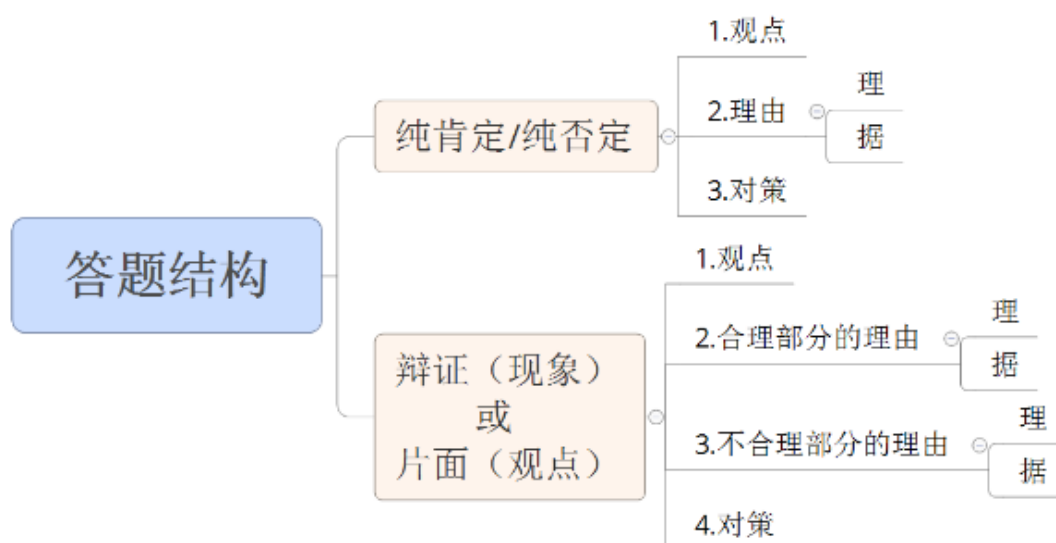 答题结构
纯肯定/纯否定
1.观点
2.理由
理
据
3.对策
辩证（现象）
或
片面（观点）
1.观点
2.合理部分的理由
理
据
3.不合理部分的理由
理
据
4.对策